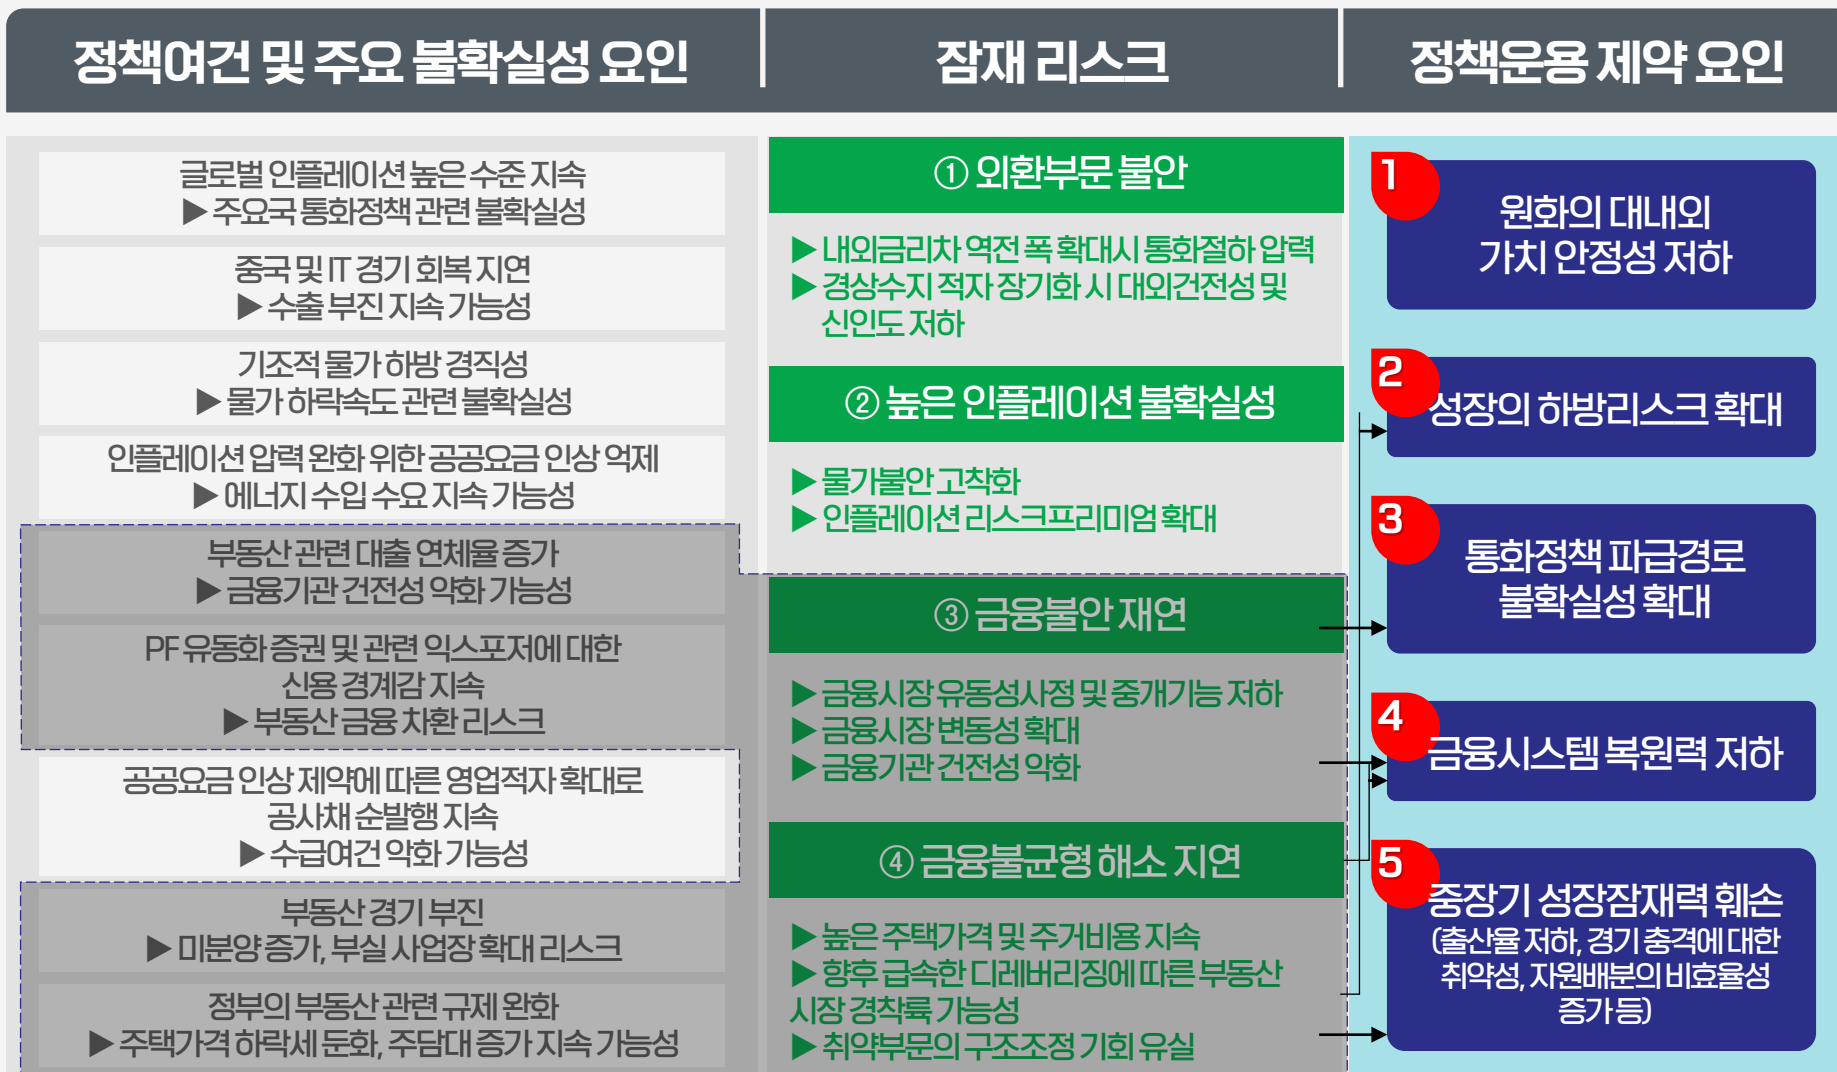 정책여건 및 주요 불확실성 요인
글로벌 인플레이션 높은 수준 지속
▶ 주요국 통화정책 관련 불확실성
중국 및 IT 경기 회복 지연
▶ 수출 부진 지속 가능성
기조적 물가 하방 경직성
▶ 물가 하락속도 관련 불확실성
인플레이션 압력 완화 위한 공공요금 인상 억제
▶ 에너지 수입 수요 지속 가능성
부동산 관련 대출 연체율 증가
▶ 금융기관 건전성 약화 가능성
PF 유동화 증권 및 관련 익스포저에 대한
신용 경계감 지속
▶ 부동산 금융 차환 리스크
공공요금 인상 제약에 따른 영업적자 확대로
공사채 순발행 지속
▶ 수급여건 악화 가능성
부동산 경기 부진
▶ 미분양 증가, 부실 사업장 확대 리스크
정부의 부동산 관련 규제 완화
▶ 주택가격 하락세 둔화, 주담대 증가 지속 가능성
잠재 리스크
① 외환부문 불안
▶ 내외금리차 역전 폭 확대시 통화절하 압력
▶ 경상수지 적자 장기화 시 대외건전성 및
신인도 저하
② 높은 인플레이션 불확실성
▶ 물가불안 고착화
▶ 인플레이션 리스크프리미엄 확대
③ 금융불안 재연
▶ 금융시장 유동성사정 및 중개기능 저하
▶ 금융시장 변동성 확대
▶ 금융기관 건전성 악화
④ 금융불균형 해소 지연
▶ 높은 주택가격 및 주거비용 지속
▶ 향후 급속한 디레버리징에 따른 부동산
시장 경착륙 가능성
▶ 취약부문의 구조조정 기회 유실
정책운용 제약 요인
1
원화의 대내외
가치 안정성 저하
2
성장의 하방리스크 확대
3
통화정책 파급경로
불확실성 확대
4
금융시스템 복원력 저하
5
중장기 성장잠재력 훼손
(출산율 저하, 경기 충격에 대한
취약성, 자원배분의 비효율성
증가 등)